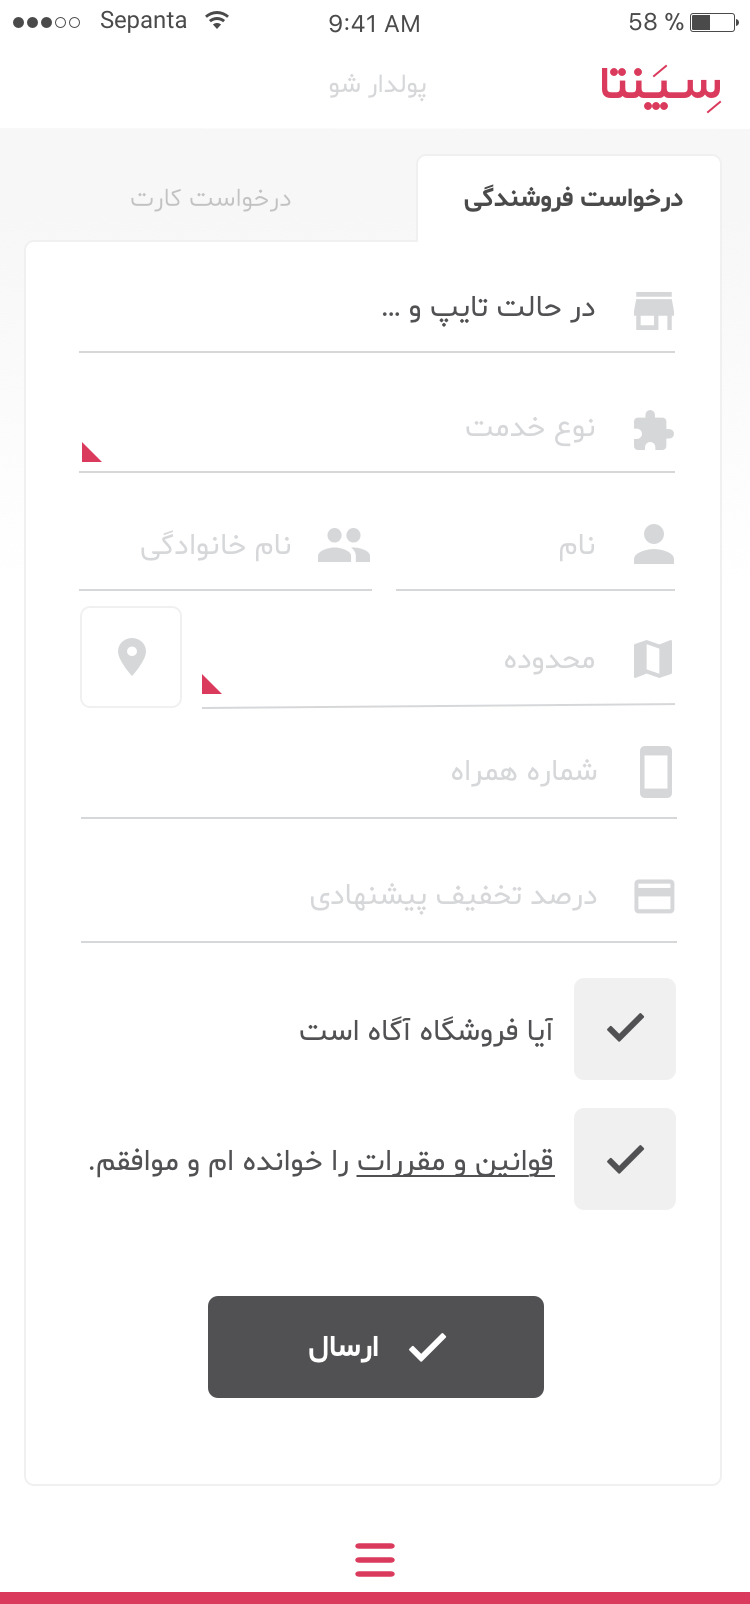 Sepanta 9:41 AM 58 %
سِپَنتا
پولدار شو
درخواست فروشندگی
درخواست کارت
در حالت تایپ و ...
نوع خدمت
نام
نام خانوادگی
محدوده
شماره همراه
درصد تخفیف پیشنهادی
آیا فروشگاه آگاه است
قوانین و مقررات را خوانده ام و موافقم.
ارسال